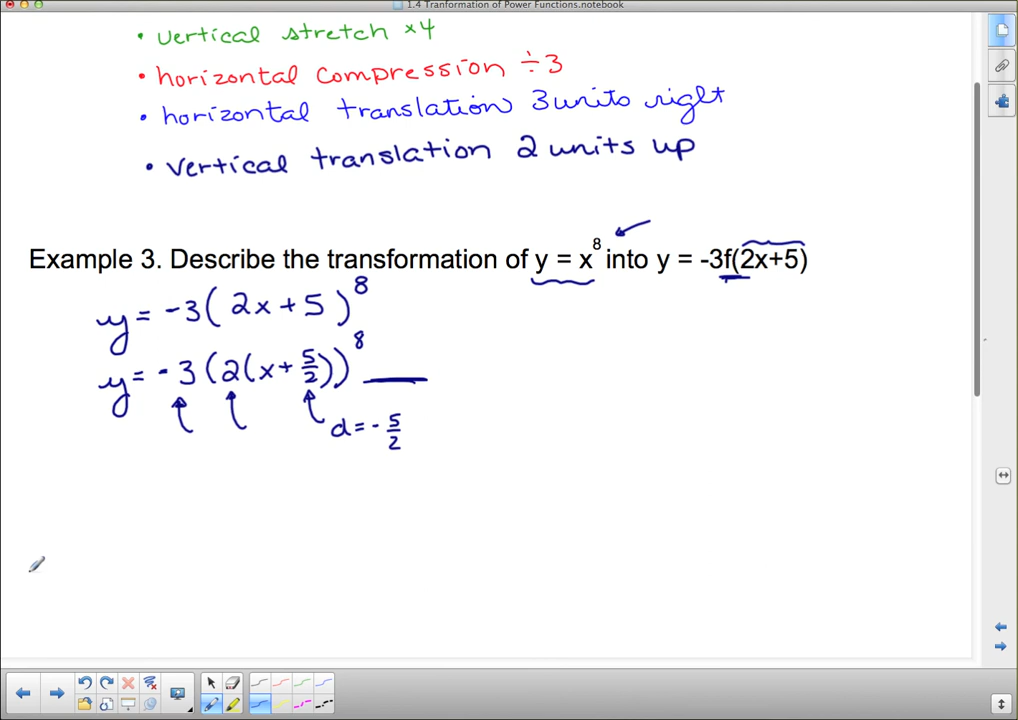 1.4 Tranformation of Power Functions.notebook
• vertical stretch ×4
• horizontal compression ÷3
• horizontal translation 3 units right
• vertical translation 2 units up
Example 3. Describe the transformation of y = x⁸ into y = -3f(2x+5)
y = -3(2x+5)⁸
y = -3(2(x+5/2))⁸
d = -5/2